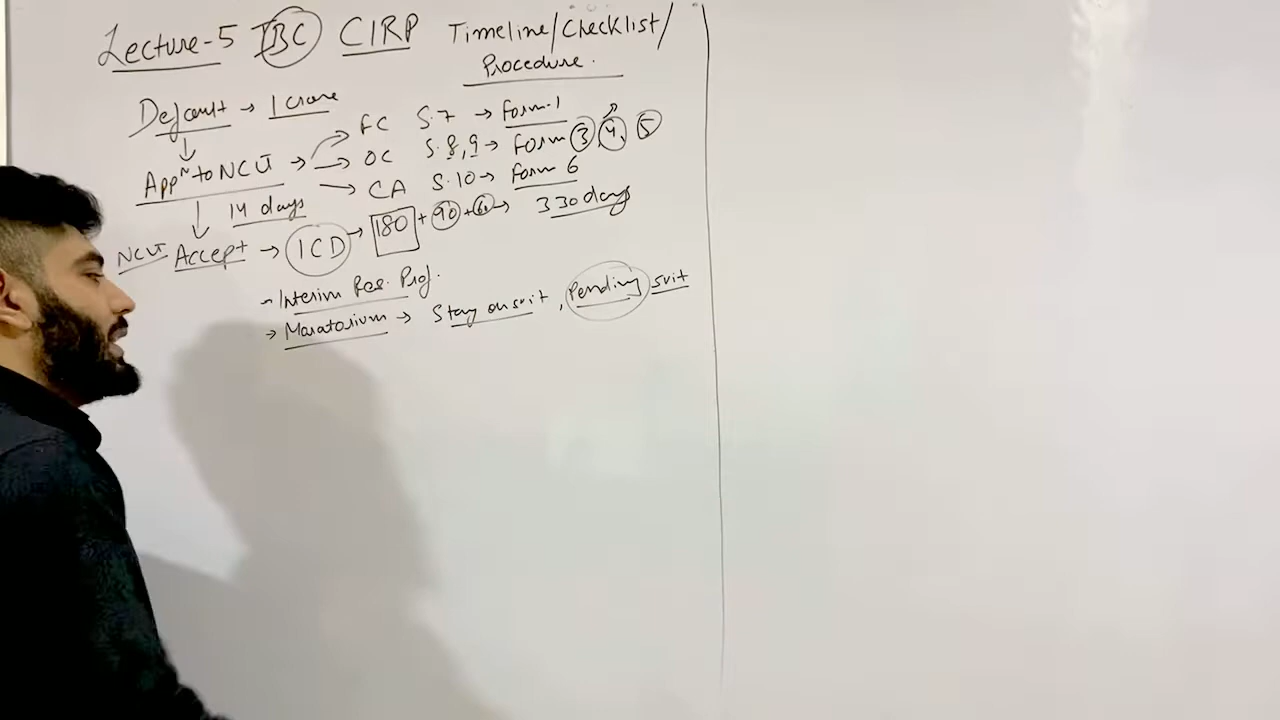 Lecture-5 IBC CIRP Timeline/Checklist/
Procedure.
Default → 1 crore
↓
Appⁿ to NCLT → FC S.7 → Form-1
→ OC S.8,9 → Form 3, 4, 5
→ CA S.10 → Form 6
↓ 14 days
NCLT Accept → ICD → 180 + 90 + 60 → 330 days
- Interim Res. Prof.
→ Moratorium → Stay on suit, Pending suit